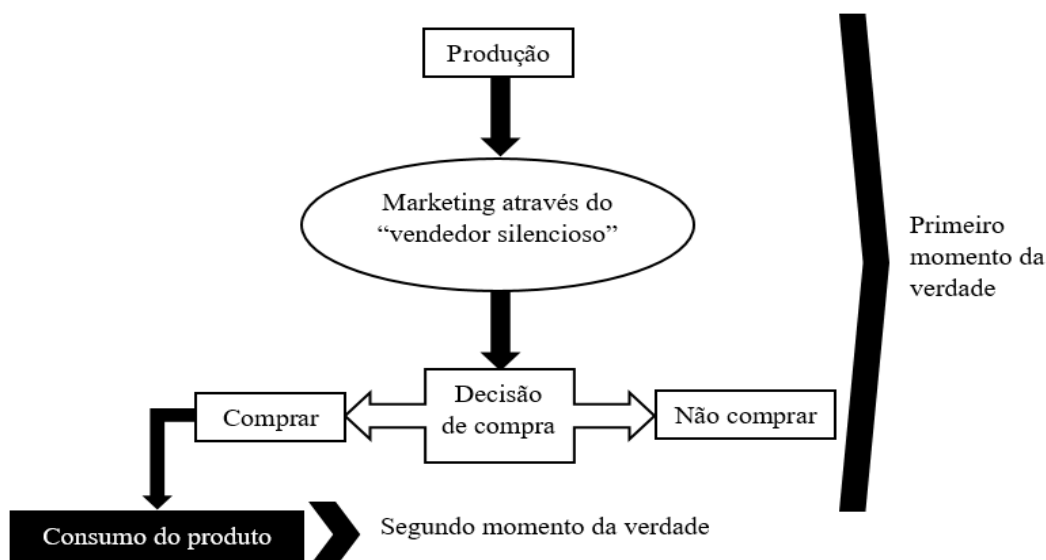 Produção
Marketing através do
“vendedor silencioso”
Primeiro
momento da
verdade
Decisão
de compra
Comprar
Não comprar
Consumo do produto
Segundo momento da verdade